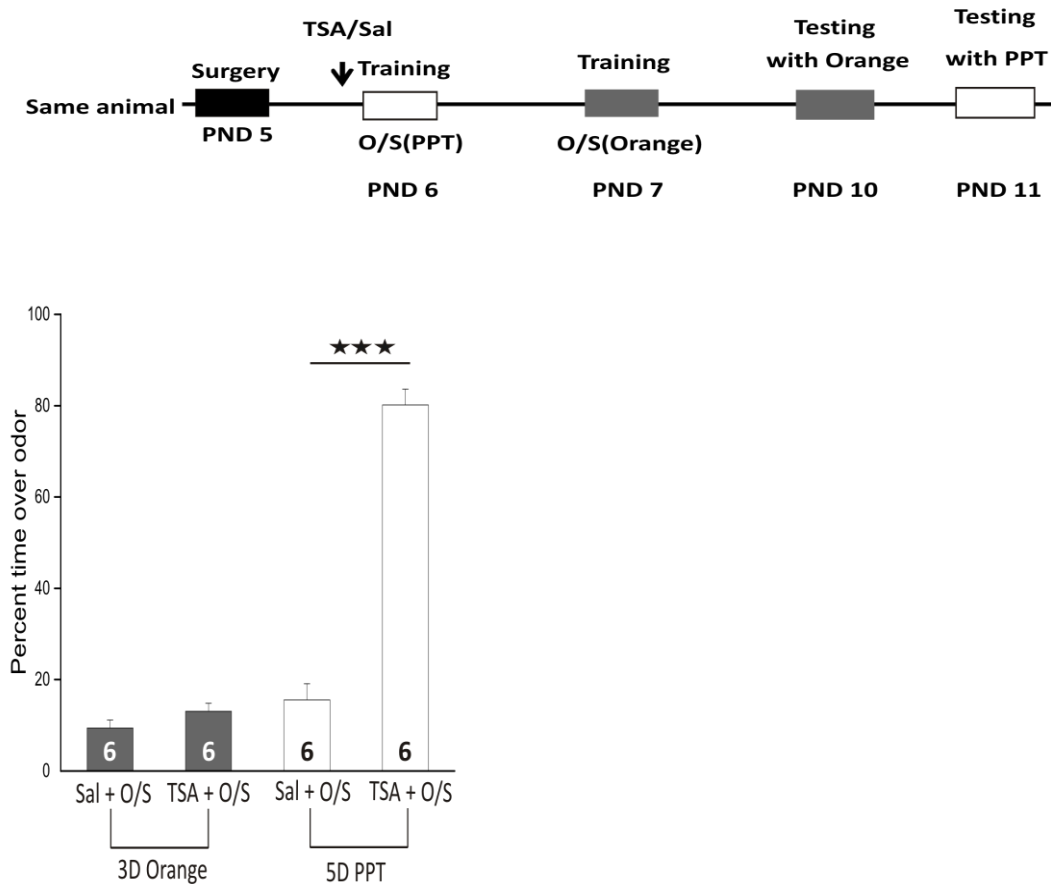 TSA/Sal
Surgery
Training
Training
Testing
with Orange
Testing
with PPT
Same animal
PND 5
O/S(PPT)
O/S(Orange)
PND 6
PND 7
PND 10
PND 11
100
80
60
40
20
0
Percent time over odor
★★★
6
6
6
6
Sal + O/S
TSA + O/S
Sal + O/S
TSA + O/S
3D Orange
5D PPT